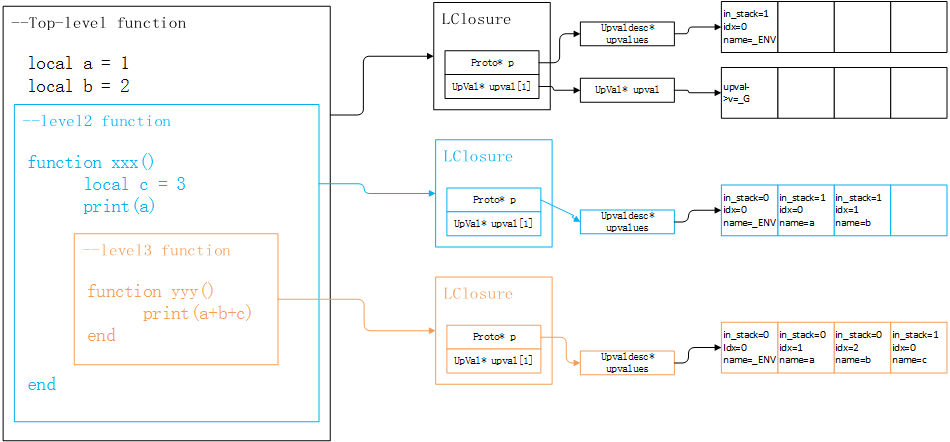 --Top-level function
local a = 1
local b = 2
--level2 function
function xxx()
local c = 3
print(a)
--level3 function
function yyy()
print(a+b+c)
end
end
LClosure
Proto* p
UpVal* upval[1]
Upvaldesc*
upvalues
UpVal* upval
in_stack=1
idx=0
name=_ENV
upval-
>v=_G
LClosure
Proto* p
UpVal* upval[1]
Upvaldesc*
upvalues
in_stack=0
idx=0
name=_ENV
in_stack=1
idx=0
name=a
in_stack=1
idx=1
name=b
LClosure
Proto* p
UpVal* upval[1]
Upvaldesc*
upvalues
in_stack=0
Idx=0
name=_ENV
in_stack=0
idx=1
name=a
in_stack=0
idx=2
name=b
in_stack=1
idx=0
name=c